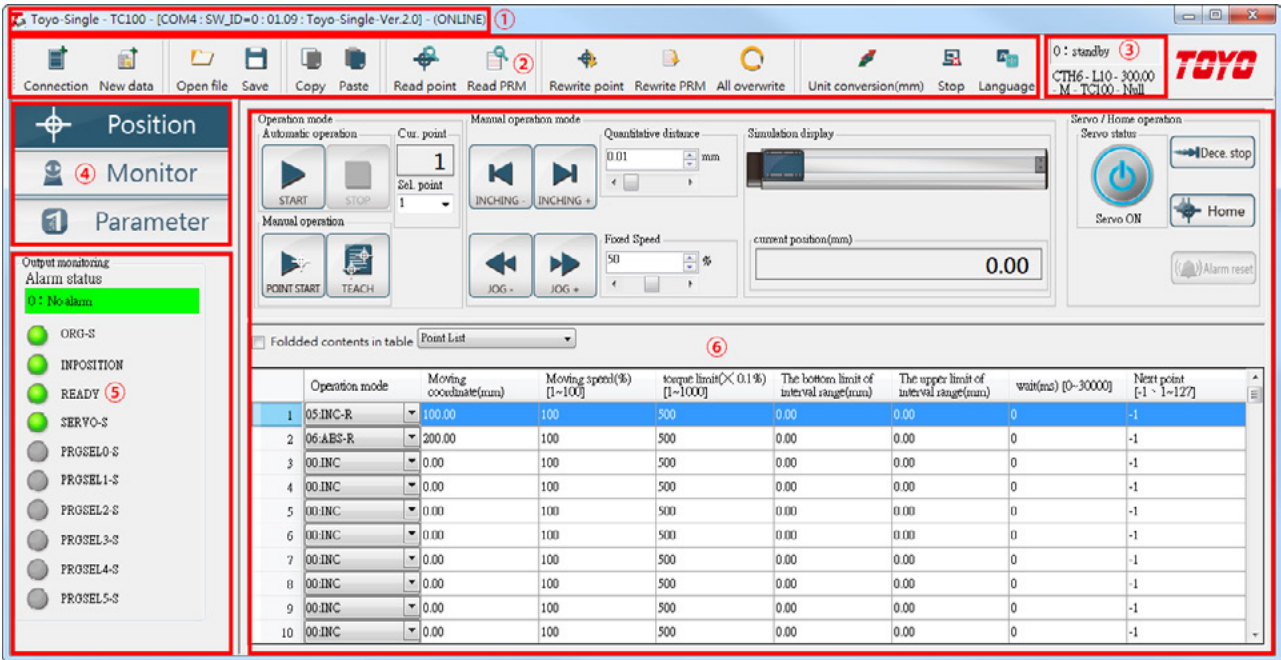 Toyo-Single - TC100 - [COM4 : SW_ID=0 : 01.09 : Toyo-Single-Ver.2.0] - (ONLINE) ①
Connection New data Open file Save Copy Paste Read point Read PRM ② Rewrite point Rewrite PRM All overwrite Unit conversion(mm) Stop Language
0：standby ③
CTH6 - L10 - 300.00
- M - TC100 - Null
TOYO
Position
④ Monitor
Parameter
Output monitoring
Alarm status
0：No alarm
ORG-S
INPOSITION
READY ⑤
SERVO-S
PRGSEL0-S
PRGSEL1-S
PRGSEL2-S
PRGSEL3-S
PRGSEL4-S
PRGSEL5-S
Operation mode
Automatic operation
START STOP
Cur. point
1
Sel. point
1
Manual operation
POINT START TEACH
Manual operation mode
INCHING - INCHING +
Quantitative distance
0.01 mm
JOG - JOG +
Fixed Speed
50 %
Simulation display
current position(mm)
0.00
Servo / Home operation
Servo status
Servo ON
Dece. stop
Home
Alarm reset
Foldded contents in table Point List
⑥
Operation mode Moving coordinate(mm) Moving speed(%) [1~100] torque limit(╳ 0.1%) [1~1000] The bottom limit of interval range(mm) The upper limit of interval range(mm) wait(ms) [0~30000] Next point [-1、1~127]
1 05:INC-R 100.00 100 500 0.00 0.00 0 -1
2 06:ABS-R 200.00 100 500 0.00 0.00 0 -1
3 00:INC 0.00 100 500 0.00 0.00 0 -1
4 00:INC 0.00 100 500 0.00 0.00 0 -1
5 00:INC 0.00 100 500 0.00 0.00 0 -1
6 00:INC 0.00 100 500 0.00 0.00 0 -1
7 00:INC 0.00 100 500 0.00 0.00 0 -1
8 00:INC 0.00 100 500 0.00 0.00 0 -1
9 00:INC 0.00 100 500 0.00 0.00 0 -1
10 00:INC 0.00 100 500 0.00 0.00 0 -1